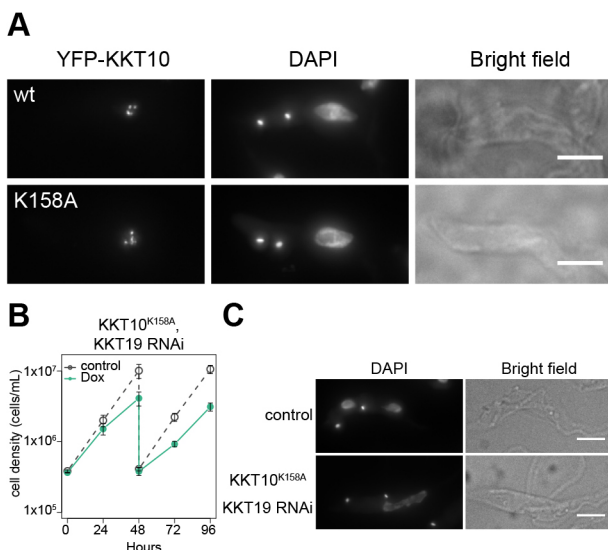 A
YFP-KKT10 DAPI Bright field
wt
K158A
B
KKT10K158A,
KKT19 RNAi
control
Dox
cell density (cells/mL)
1x10⁷
1x10⁶
1x10⁵
0 24 48 72 96
Hours
C
DAPI Bright field
control
KKT10K158A
KKT19 RNAi